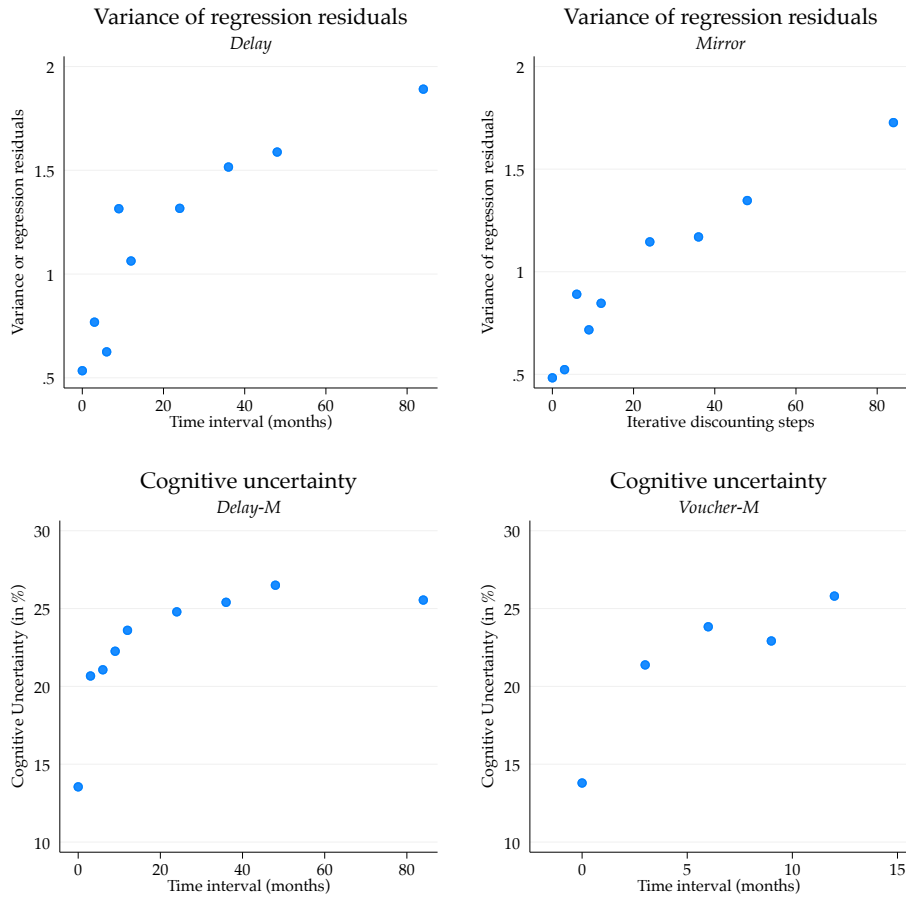 Variance of regression residuals
Delay
Variance or regression residuals
2
1.5
1
.5
0
20
40
60
80
Time interval (months)
Variance of regression residuals
Mirror
Variance of regression residuals
2
1.5
1
.5
0
20
40
60
80
Iterative discounting steps
Cognitive uncertainty
Delay-M
Cognitive Uncertainty (in %)
30
25
20
15
10
0
20
40
60
80
Time interval (months)
Cognitive uncertainty
Voucher-M
Cognitive Uncertainty (in %)
30
25
20
15
10
0
5
10
15
Time interval (months)